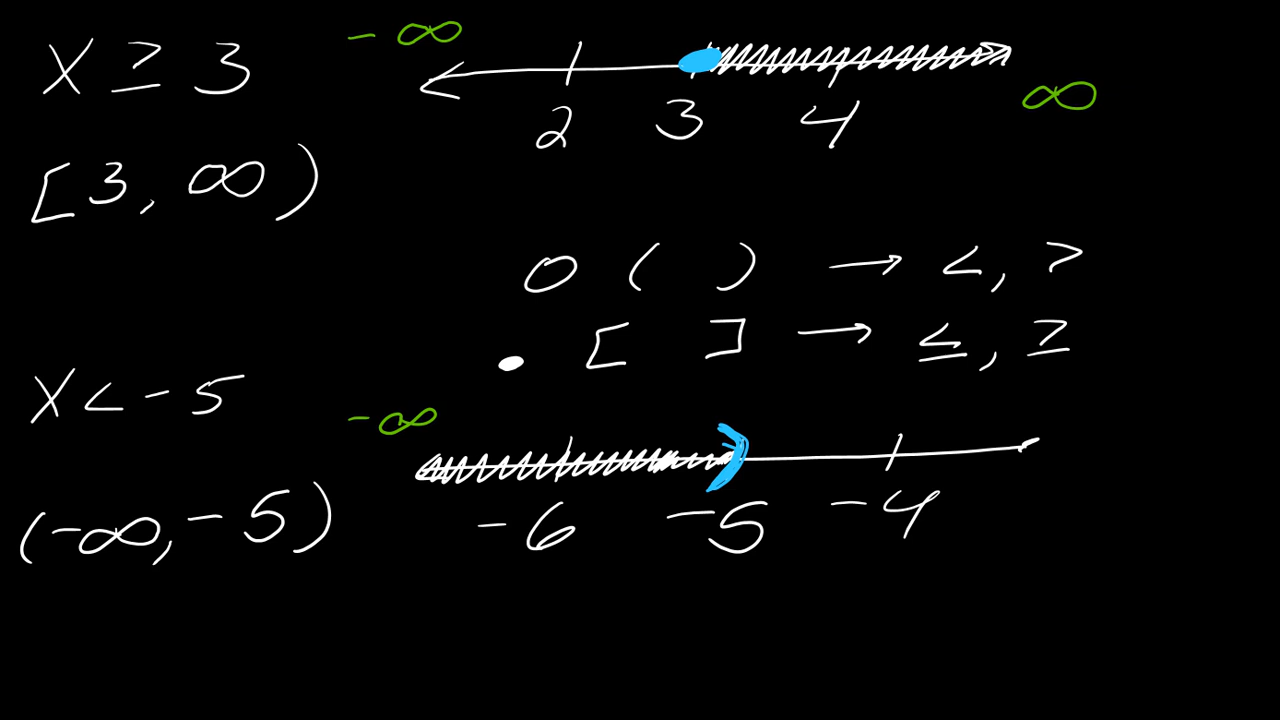 x ≥ 3
-∞
2 3 4
∞
[3, ∞)
o ( ) → <, >
• [ ] → ≤, ≥
x < -5
-∞
-6 -5 -4
(-∞, -5)